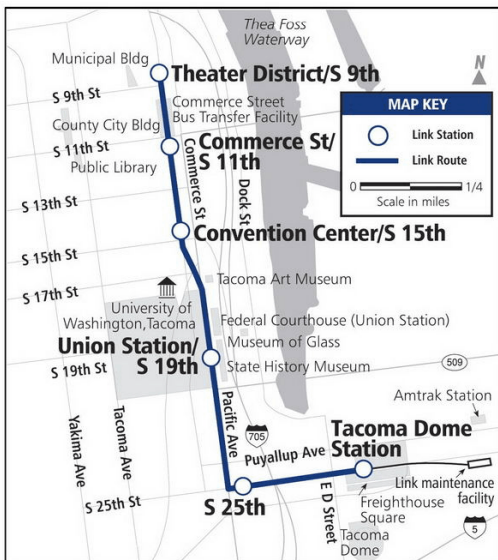 Thea Foss
Waterway
Municipal Bldg
Theater District/S 9th
N
S 9th St
Commerce Street
Bus Transfer Facility
MAP KEY
Link Station
Link Route
0 1/4
Scale in miles
County City Bldg
S 11th St
Commerce St/
S 11th
Public Library
Commerce St
Dock St
S 13th St
Convention Center/S 15th
S 15th St
S 17th St
Tacoma Art Museum
University of
Washington, Tacoma
Federal Courthouse (Union Station)
Museum of Glass
Union Station/
S 19th
State History Museum
S 19th St
509
Yakima Ave
Tacoma Ave
Pacific Ave
705
Amtrak Station
Tacoma Dome
Station
Puyallup Ave
Link maintenance
facility
S 25th St
S 25th
E D Street
Freighthouse
Square
Tacoma
Dome
5